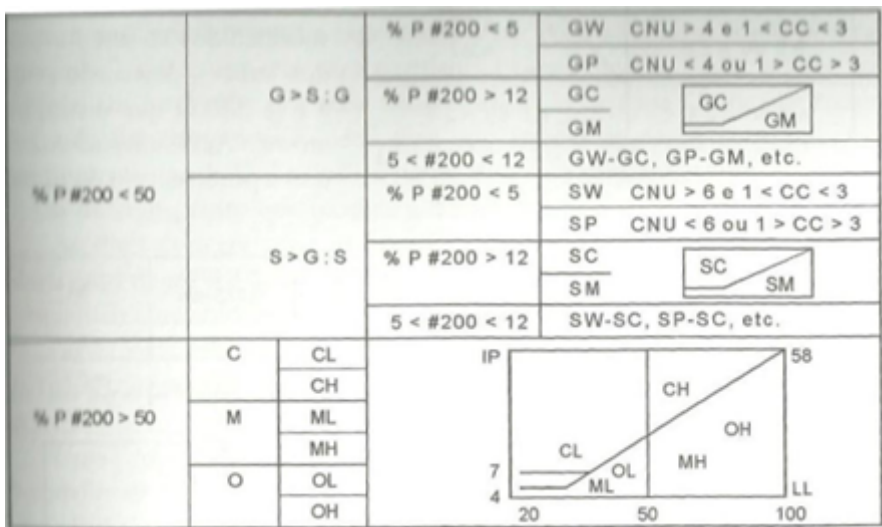 % P #200 < 5 GW CNU > 4 e 1 < CC < 3
GP CNU < 4 ou 1 > CC > 3
G > S : G % P #200 > 12 GC GC
GM GM
5 < #200 < 12 GW-GC, GP-GM, etc.
% P #200 < 50 % P #200 < 5 SW CNU > 6 e 1 < CC < 3
SP CNU < 6 ou 1 > CC > 3
S > G : S % P #200 > 12 SC SC
SM SM
5 < #200 < 12 SW-SC, SP-SC, etc.
C CL IP 58
CH CH
% P #200 > 50 M ML OH
MH CL MH
O OL 7 OL ML
OH 4 LL
20 50 100